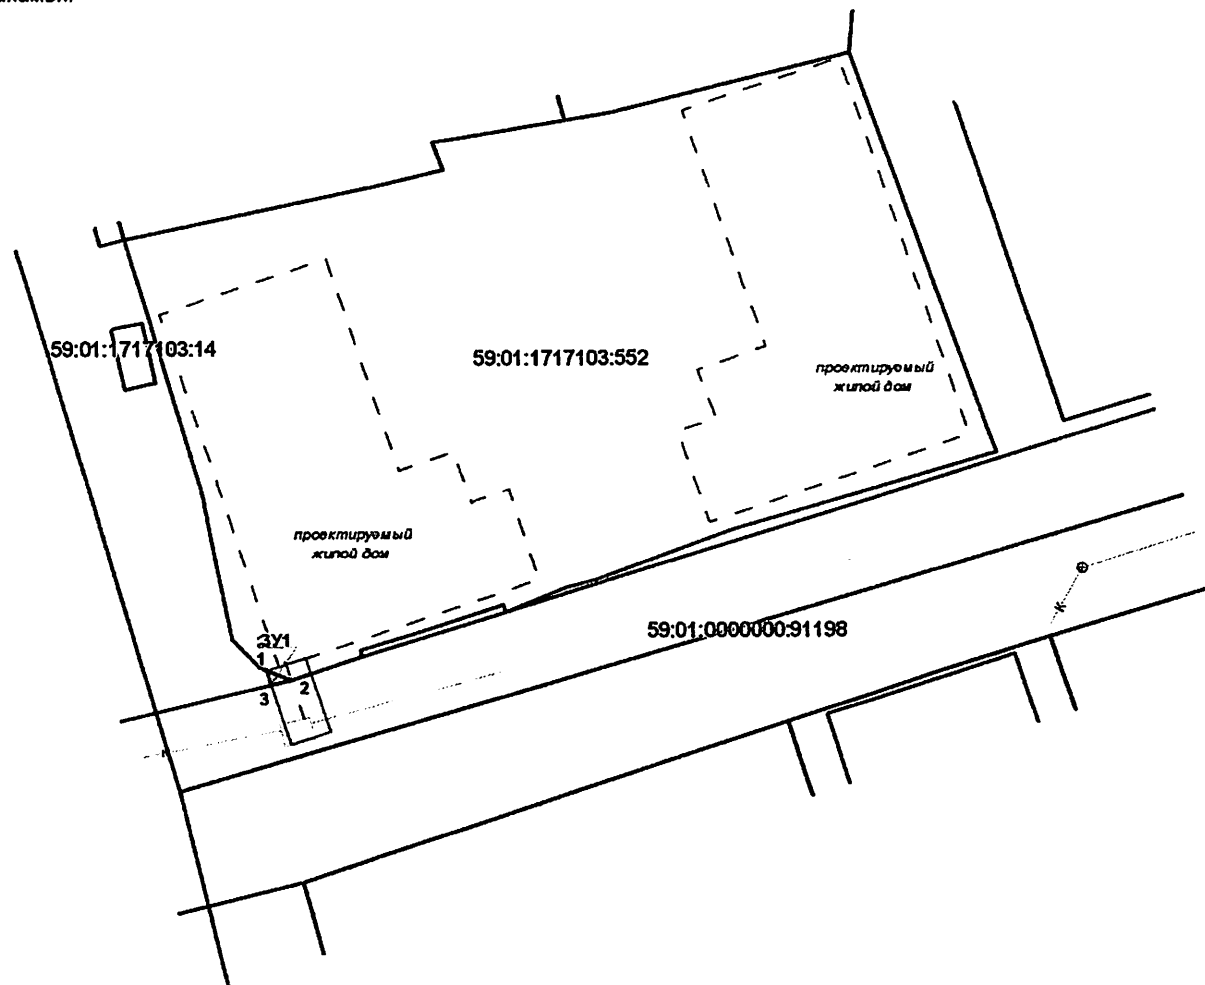 59:01:1717103:14
59:01:1717103:552
проектируемый
жилой дом
проектируемый
жилой дом
ЗУ1
1
2
3
59:01:0000000:91198
К